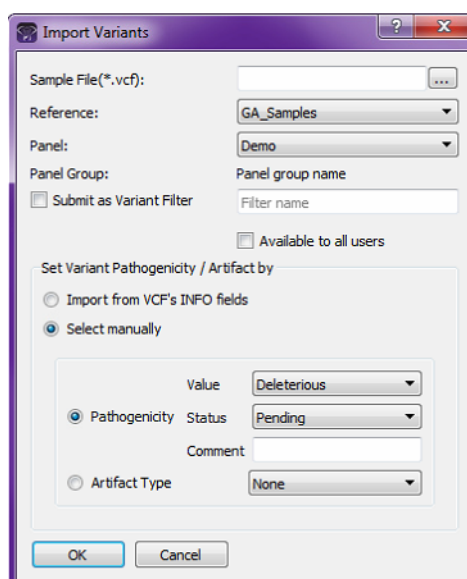 Import Variants
?
X
Sample File(*.vcf):
...
Reference: GA_Samples
Panel: Demo
Panel Group: Panel group name
Submit as Variant Filter Filter name
Available to all users
Set Variant Pathogenicity / Artifact by
Import from VCF's INFO fields
Select manually
Value Deleterious
Pathogenicity Status Pending
Comment
Artifact Type None
OK Cancel